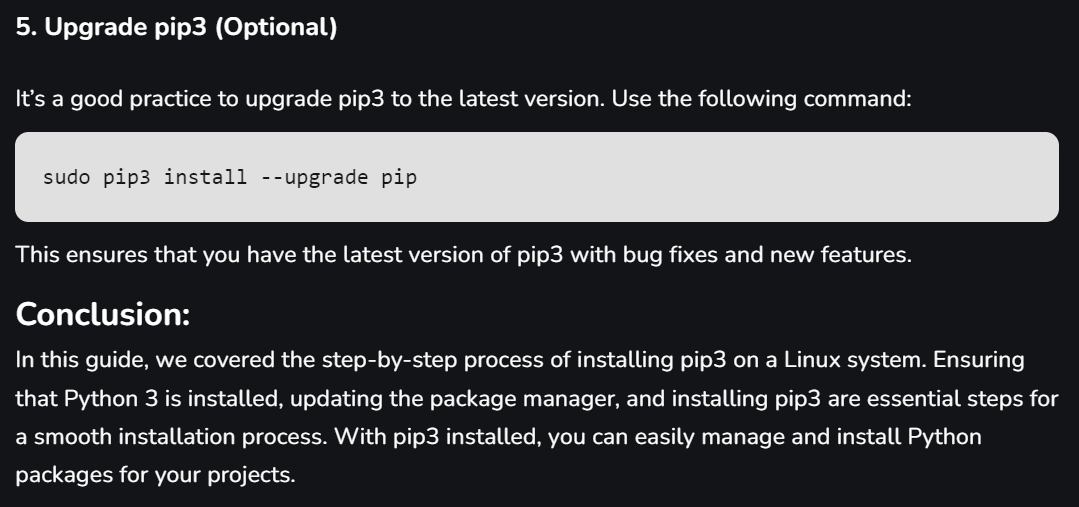 5. Upgrade pip3 (Optional)
It’s a good practice to upgrade pip3 to the latest version. Use the following command:
sudo pip3 install --upgrade pip
This ensures that you have the latest version of pip3 with bug fixes and new features.
Conclusion:
In this guide, we covered the step-by-step process of installing pip3 on a Linux system. Ensuring
that Python 3 is installed, updating the package manager, and installing pip3 are essential steps for
a smooth installation process. With pip3 installed, you can easily manage and install Python
packages for your projects.